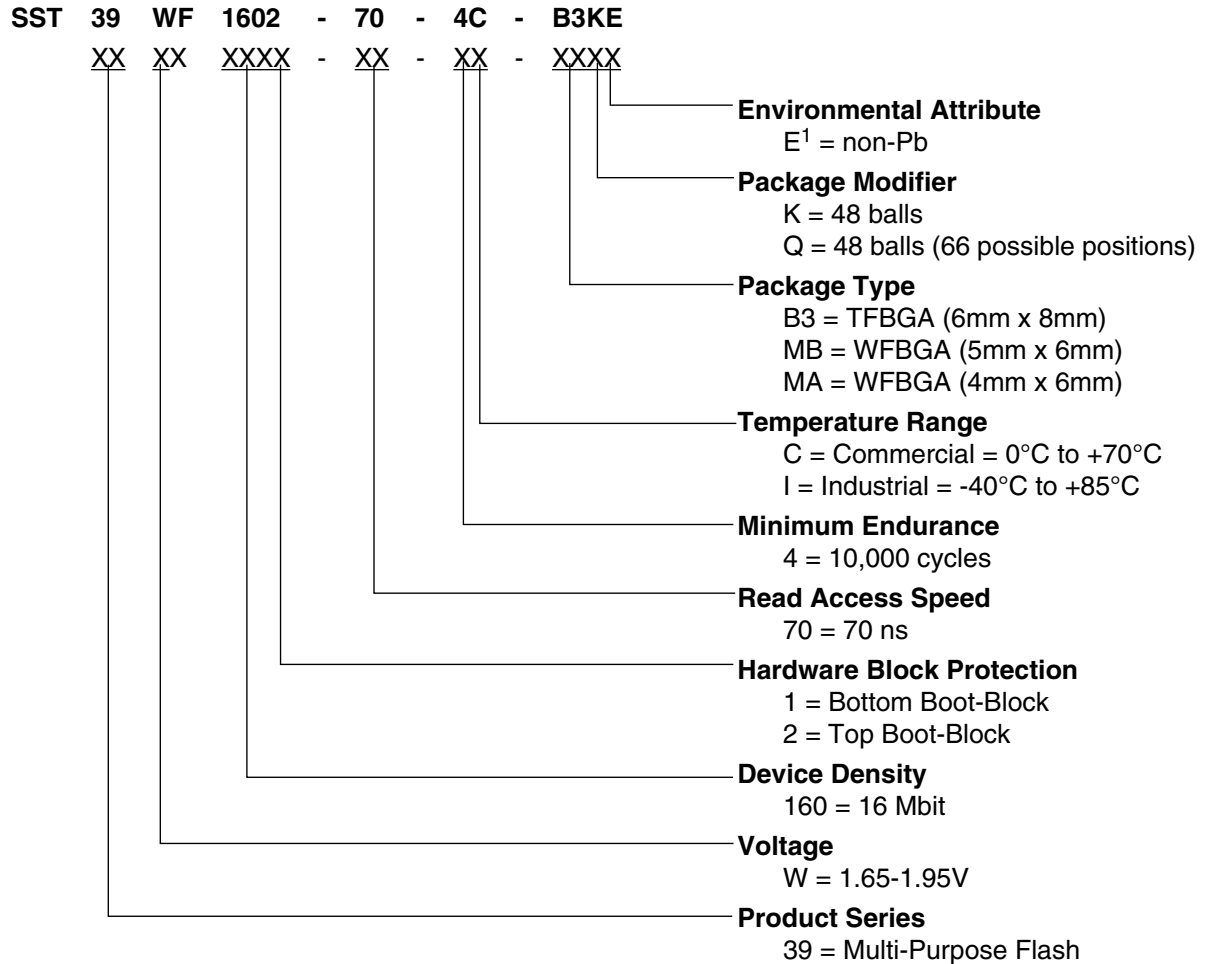 SST 39 WF 1602 - 70 - 4C - B3KE
XX XX XXXX - XX - XX - XXXX
Environmental Attribute
E1 = non-Pb
Package Modifier
K = 48 balls
Q = 48 balls (66 possible positions)
Package Type
B3 = TFBGA (6mm x 8mm)
MB = WFBGA (5mm x 6mm)
MA = WFBGA (4mm x 6mm)
Temperature Range
C = Commercial = 0°C to +70°C
I = Industrial = -40°C to +85°C
Minimum Endurance
4 = 10,000 cycles
Read Access Speed
70 = 70 ns
Hardware Block Protection
1 = Bottom Boot-Block
2 = Top Boot-Block
Device Density
160 = 16 Mbit
Voltage
W = 1.65-1.95V
Product Series
39 = Multi-Purpose Flash